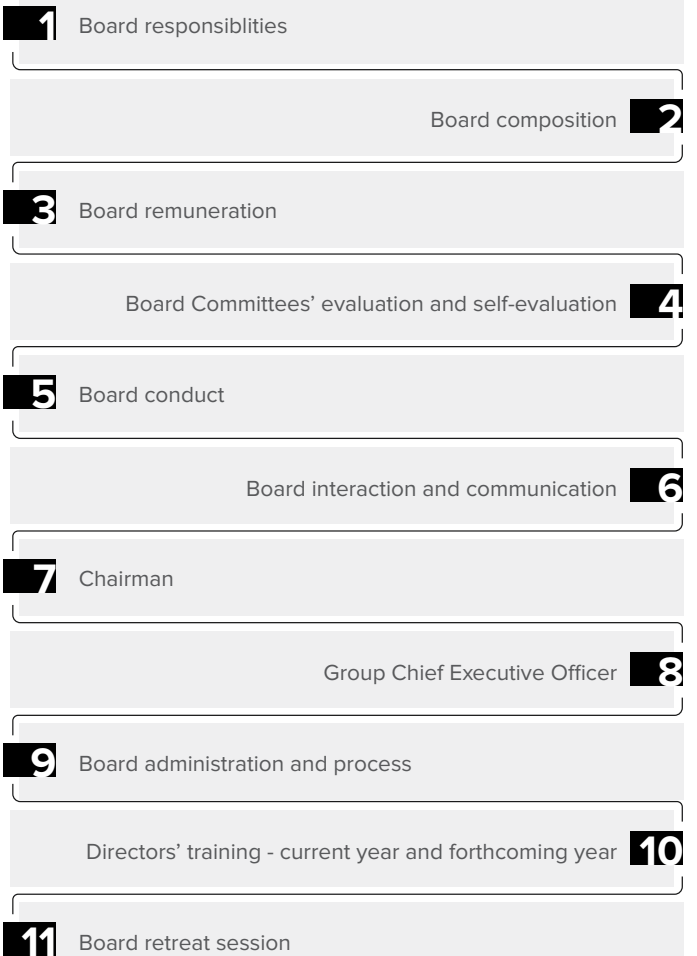 1 Board responsiblities
Board composition 2
3 Board remuneration
Board Committees’ evaluation and self-evaluation 4
5 Board conduct
Board interaction and communication 6
7 Chairman
Group Chief Executive Officer 8
9 Board administration and process
Directors’ training - current year and forthcoming year 10
11 Board retreat session